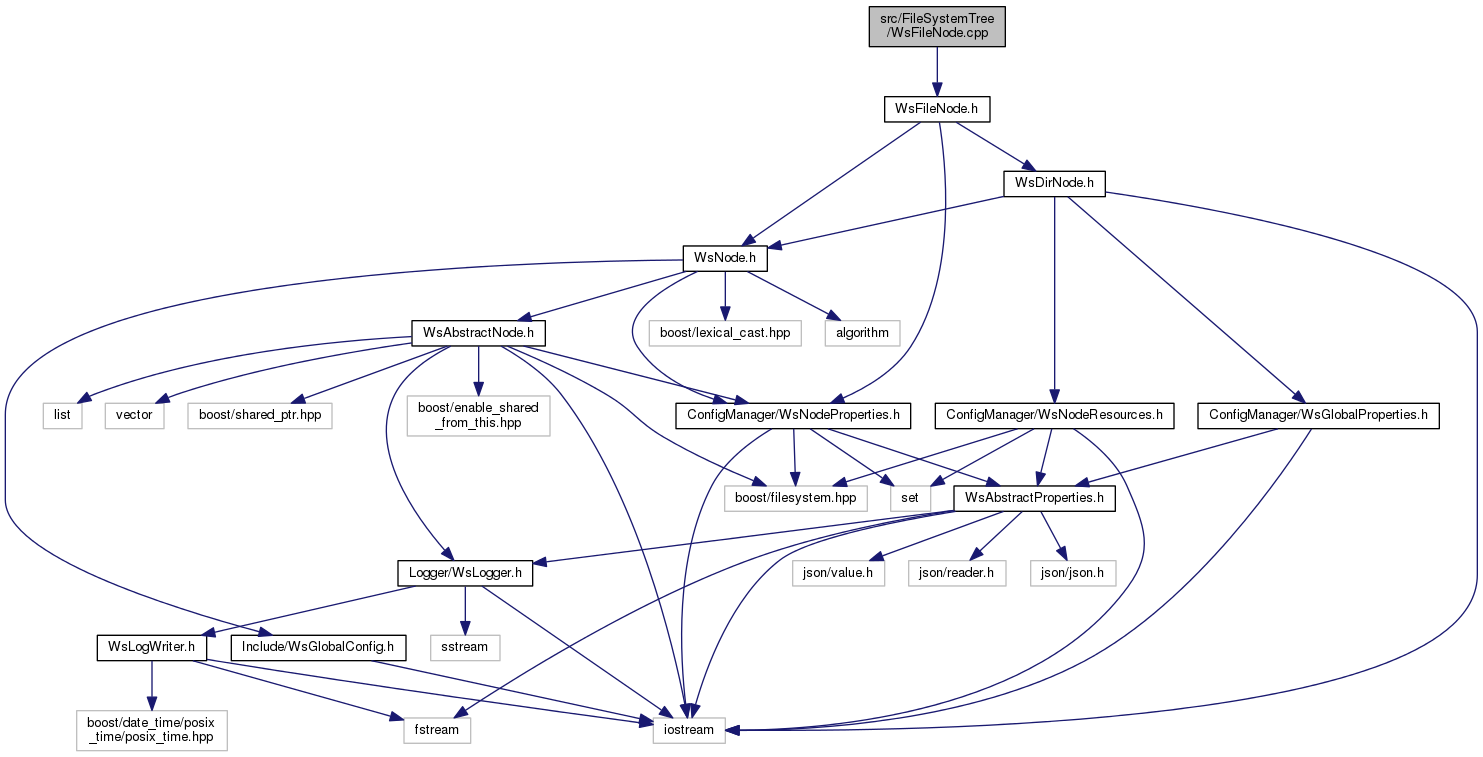 src/FileSystemTree
/WsFileNode.cpp
WsFileNode.h
WsDirNode.h
WsNode.h
WsAbstractNode.h
boost/lexical_cast.hpp
algorithm
list
vector
boost/shared_ptr.hpp
boost/enable_shared
_from_this.hpp
ConfigManager/WsNodeProperties.h
ConfigManager/WsNodeResources.h
ConfigManager/WsGlobalProperties.h
boost/filesystem.hpp
set
WsAbstractProperties.h
Logger/WsLogger.h
json/value.h
json/reader.h
json/json.h
WsLogWriter.h
Include/WsGlobalConfig.h
sstream
boost/date_time/posix
_time/posix_time.hpp
fstream
iostream